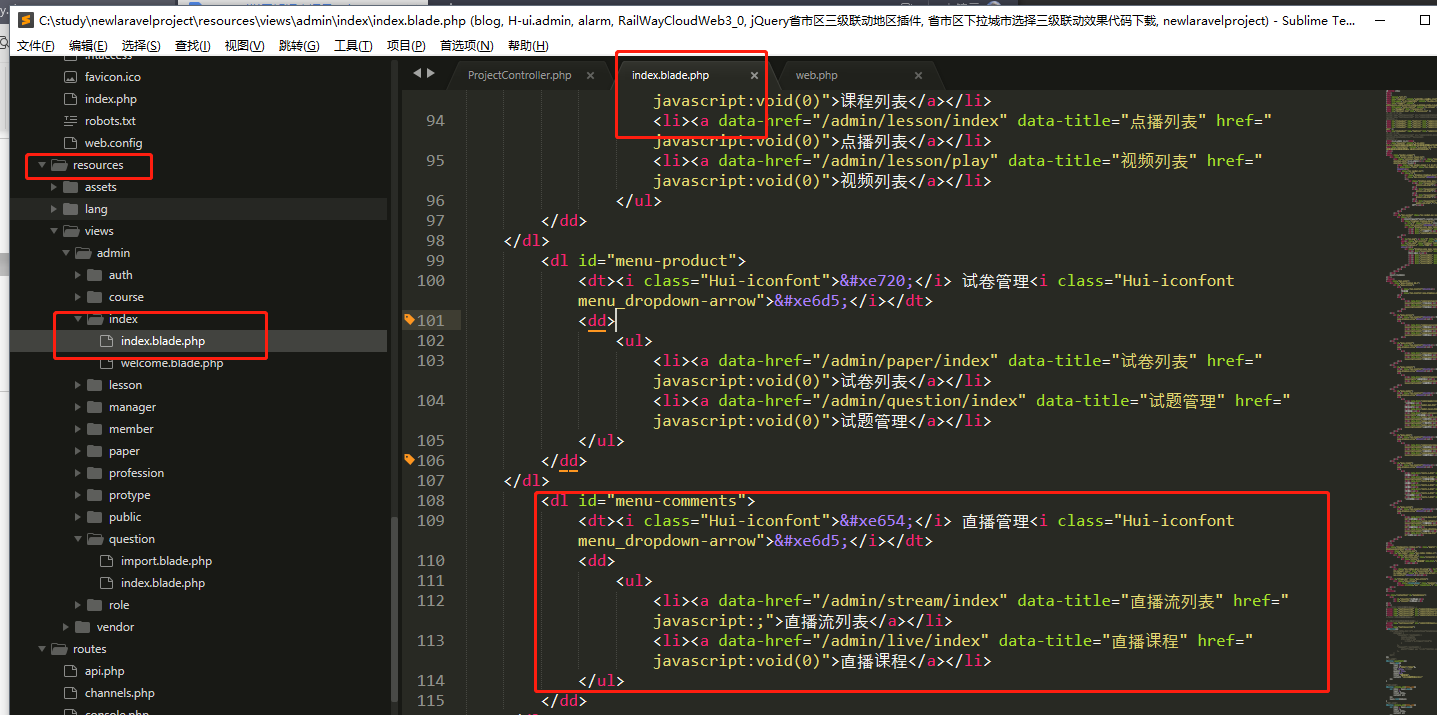 C:\study\newlaravelproject\resources\views\admin\index\index.blade.php (blog, H-ui.admin, alarm, RailWayCloudWeb3_0, jQuery省市区三级联动地区插件, 省市区下拉城市选择三级联动效果代码下载, newlaravelproject) - Sublime Te...
文件(F) 编辑(E) 选择(S) 查找(I) 视图(V) 跳转(G) 工具(T) 项目(P) 首选项(N) 帮助(H)
.htaccess
favicon.ico
index.php
robots.txt
web.config
resources
assets
lang
views
admin
auth
course
index
index.blade.php
welcome.blade.php
lesson
manager
member
paper
profession
protype
public
question
import.blade.php
index.blade.php
role
vendor
routes
api.php
channels.php
console.php
ProjectController.php × index.blade.php × web.php ×
javascript:void(0)">课程列表</a></li>
94 <li><a data-href="/admin/lesson/index" data-title="点播列表" href="
javascript:void(0)">点播列表</a></li>
95 <li><a data-href="/admin/lesson/play" data-title="视频列表" href="
javascript:void(0)">视频列表</a></li>
96 </ul>
97 </dd>
98 </dl>
99 <dl id="menu-product">
100 <dt><i class="Hui-iconfont">&#xe720;</i> 试卷管理<i class="Hui-iconfont
menu_dropdown-arrow">&#xe6d5;</i></dt>
101 <dd>
102 <ul>
103 <li><a data-href="/admin/paper/index" data-title="试卷列表" href="
javascript:void(0)">试卷列表</a></li>
104 <li><a data-href="/admin/question/index" data-title="试题管理" href="
javascript:void(0)">试题管理</a></li>
105 </ul>
106 </dd>
107 </dl>
108 <dl id="menu-comments">
109 <dt><i class="Hui-iconfont">&#xe654;</i> 直播管理<i class="Hui-iconfont
menu_dropdown-arrow">&#xe6d5;</i></dt>
110 <dd>
111 <ul>
112 <li><a data-href="/admin/stream/index" data-title="直播流列表" href="
javascript:;">直播流列表</a></li>
113 <li><a data-href="/admin/live/index" data-title="直播课程" href="
javascript:void(0)">直播课程</a></li>
114 </ul>
115 </dd>